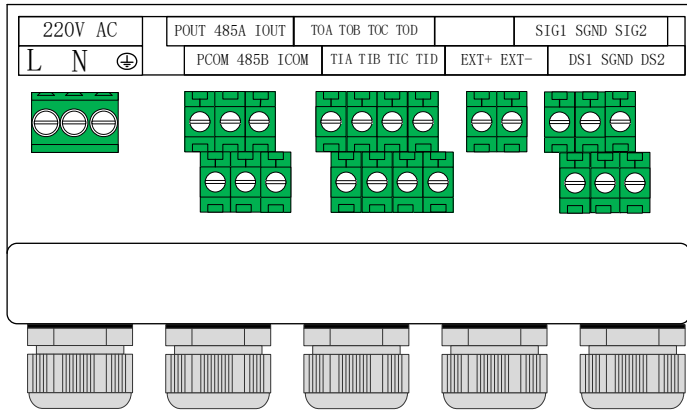 220V AC POUT 485A IOUT TOA TOB TOC TOD SIG1 SGND SIG2
L N PCOM 485B ICOM TIA TIB TIC TID EXT+ EXT- DS1 SGND DS2